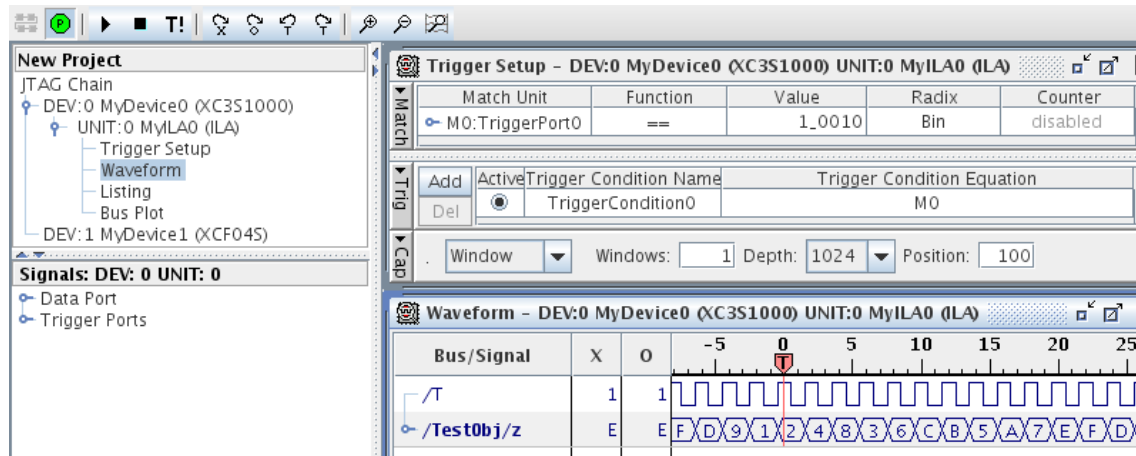 P T! X O T T
New Project
JTAG Chain
DEV:0 MyDevice0 (XC3S1000)
UNIT:0 MyILA0 (ILA)
Trigger Setup
Waveform
Listing
Bus Plot
DEV:1 MyDevice1 (XCF04S)
Signals: DEV: 0 UNIT: 0
Data Port
Trigger Ports
Trigger Setup - DEV:0 MyDevice0 (XC3S1000) UNIT:0 MyILA0 (ILA)
Match
Match Unit Function Value Radix Counter
M0:TriggerPort0 == 1_0010 Bin disabled
Trig
Add Active Trigger Condition Name Trigger Condition Equation
Del TriggerCondition0 M0
Cap
. Window Windows: 1 Depth: 1024 Position: 100
Waveform - DEV:0 MyDevice0 (XC3S1000) UNIT:0 MyILA0 (ILA)
Bus/Signal X O -5 0 5 10 15 20 25
T
/T 1 1
/TestObj/z E E F D 9 1 2 4 8 3 6 C B 5 A 7 E F D